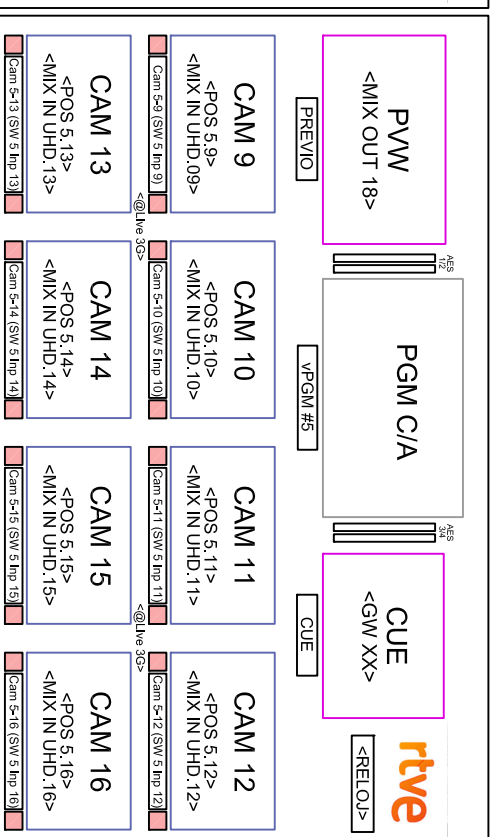 PVW
<MIX OUT 18>
PREVIO
AES
1/2
PGM C/A
vPGM #5
AES
3/4
CUE
<GW XX>
CUE
rtve
<RELOJ>
CAM 9
<POS 5.9>
<MIX IN UHD.09>
Cam 5-9 (SW 5 Inp 9)
CAM 10
<POS 5.10>
<MIX IN UHD.10>
Cam 5-10 (SW 5 Inp 10)
CAM 11
<POS 5.11>
<MIX IN UHD.11>
Cam 5-11 (SW 5 Inp 11)
CAM 12
<POS 5.12>
<MIX IN UHD.12>
Cam 5-12 (SW 5 Inp 12)
<@Live 3G>
<@Live 3G>
CAM 13
<POS 5.13>
<MIX IN UHD.13>
Cam 5-13 (SW 5 Inp 13)
CAM 14
<POS 5.14>
<MIX IN UHD.14>
Cam 5-14 (SW 5 Inp 14)
CAM 15
<POS 5.15>
<MIX IN UHD.15>
Cam 5-15 (SW 5 Inp 15)
CAM 16
<POS 5.16>
<MIX IN UHD.16>
Cam 5-16 (SW 5 Inp 16)